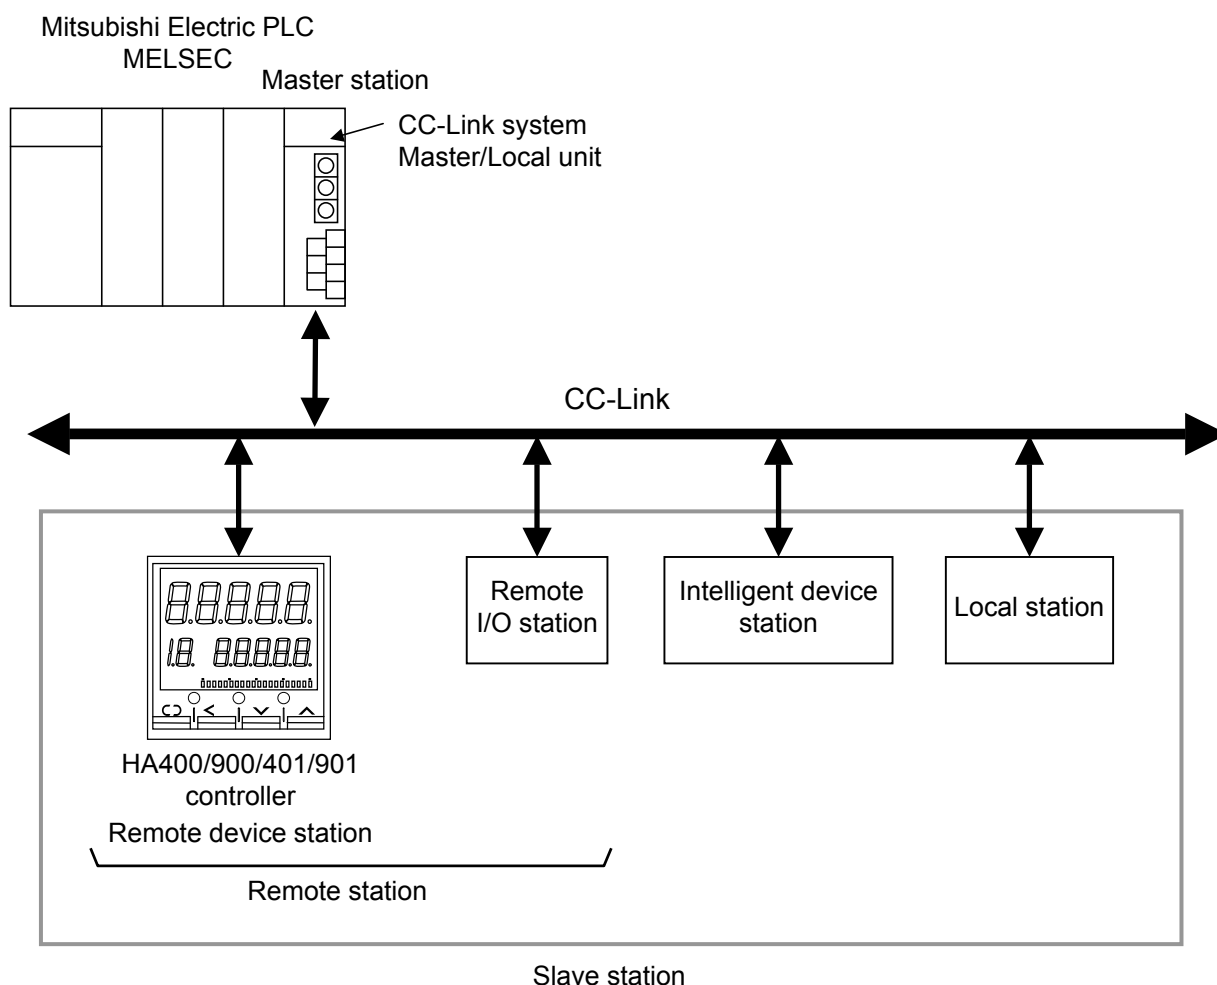 Mitsubishi Electric PLC
MELSEC
Master station
CC-Link system
Master/Local unit
CC-Link
Remote
I/O station
Intelligent device
station
Local station
HA400/900/401/901
controller
Remote device station
Remote station
Slave station